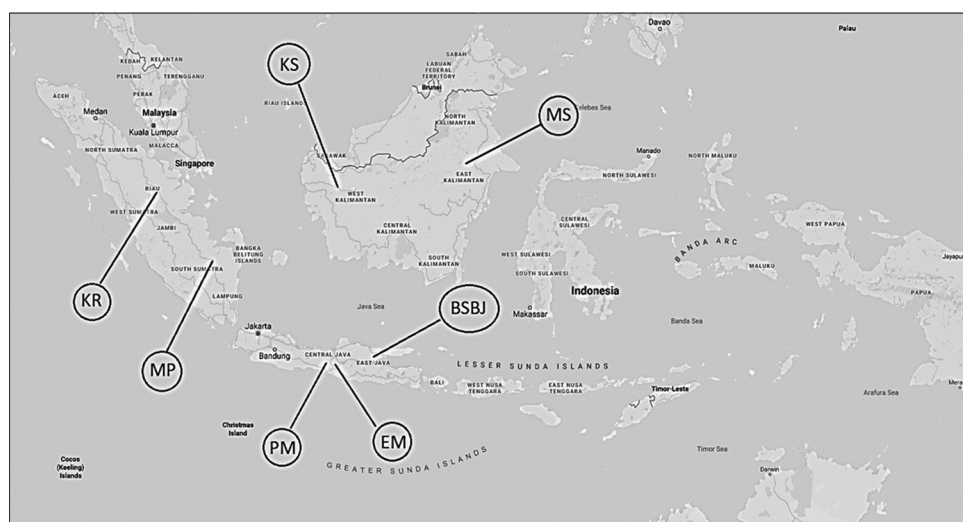 Davao
Palau
KS
SABAH
KEDAH
KELANTAN
LABUAN
FEDERAL
TERRITORY
PENANG
TERENGGANU
Brunei
ACEH
PERAK
RIAU ISLANDS
MS
Celebes Sea
Medan
Malaysia
NORTH
KALIMANTAN
Kuala Lumpur
MALACCA
NORTH SUMATRA
SARAWAK
Manado
NORTH MALUKU
Singapore
EAST
KALIMANTAN
NORTH SULAWESI
RIAU
WEST
KALIMANTAN
WEST SUMATRA
CENTRAL
SULAWESI
WEST PAPUA
JAMBI
CENTRAL
KALIMANTAN
BANGKA
BELITUNG
ISLANDS
BANDA ARC
WEST SULAWESI
SOUTH
KALIMANTAN
SOUTH SUMATRA
SOUTH SULAWESI
MALUKU
Jayapu
KR
LAMPUNG
Indonesia
PAPUA
BSBJ
Java Sea
Makassar
Banda Sea
Jakarta
Bandung
CENTRAL JAVA
EAST JAVA
LESSER SUNDA ISLANDS
MP
BALI
WEST NUSA
TENGGARA
EAST NUSA
TENGGARA
Timor-Leste
Mera
Arafura Sea
Christmas
Island
PM
EM
Timor Sea
Cocos
(Keeling)
Islands
GREATER SUNDA ISLANDS
Darwin